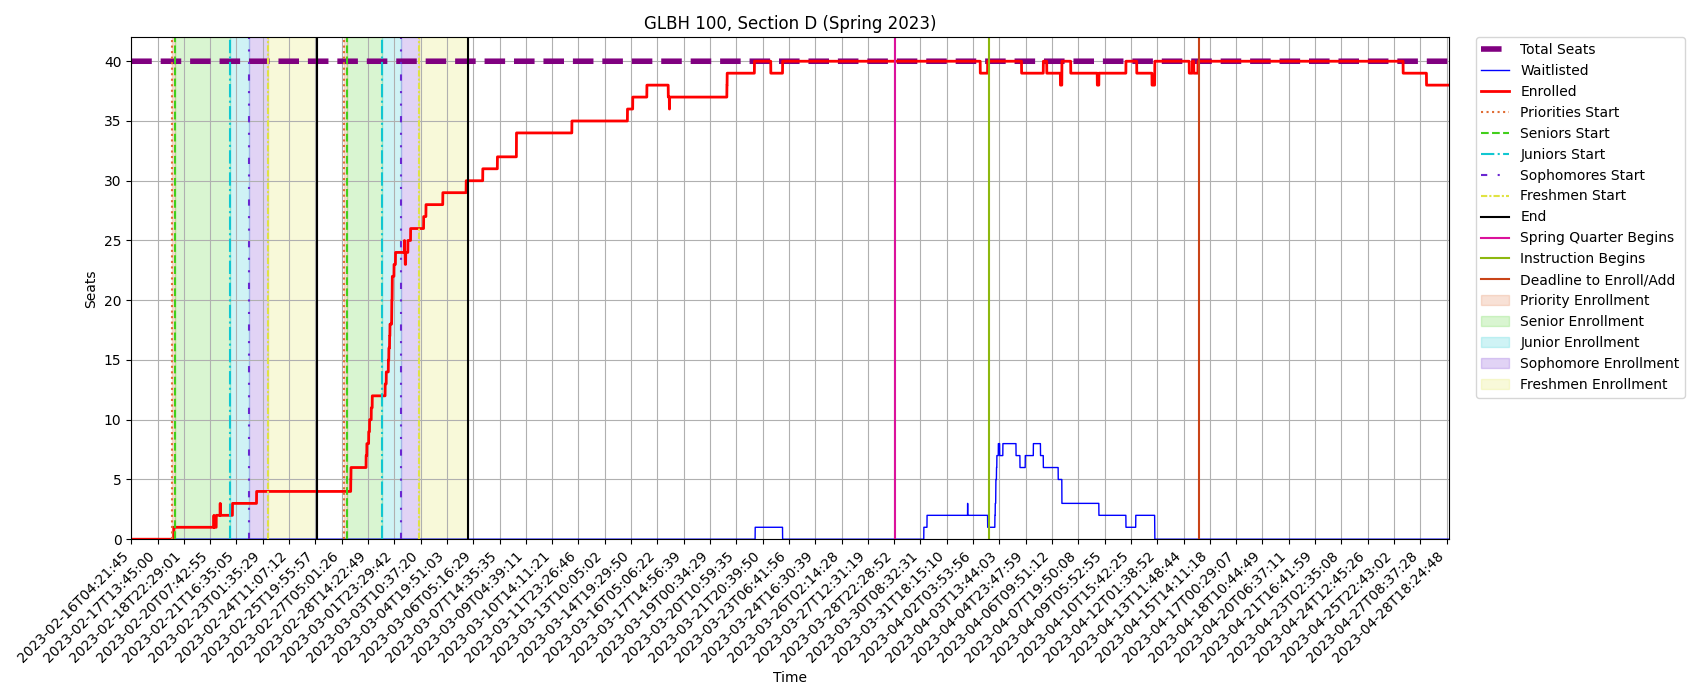 GLBH 100, Section D (Spring 2023)
Seats
40
35
30
25
20
15
10
5
0
2023-02-16T04:21:45
2023-02-17T13:45:00
2023-02-18T22:29:01
2023-02-20T07:42:55
2023-02-21T16:35:05
2023-02-23T01:35:29
2023-02-24T11:07:12
2023-02-25T19:55:57
2023-02-27T05:01:26
2023-02-28T14:22:49
2023-03-01T23:29:42
2023-03-03T10:37:20
2023-03-04T19:51:03
2023-03-06T05:16:29
2023-03-07T14:35:35
2023-03-09T04:39:11
2023-03-10T14:11:21
2023-03-11T23:26:46
2023-03-13T10:05:02
2023-03-14T19:29:50
2023-03-16T05:06:22
2023-03-17T14:56:39
2023-03-19T00:34:29
2023-03-20T10:59:35
2023-03-21T20:39:50
2023-03-23T06:41:56
2023-03-24T16:30:39
2023-03-26T02:14:28
2023-03-27T12:31:19
2023-03-28T22:28:52
2023-03-30T08:32:31
2023-03-31T18:15:10
2023-04-02T03:53:56
2023-04-03T13:44:03
2023-04-04T23:47:59
2023-04-06T09:51:12
2023-04-07T19:50:08
2023-04-09T05:52:55
2023-04-10T15:42:25
2023-04-12T01:38:52
2023-04-13T11:48:44
2023-04-15T14:11:18
2023-04-17T00:29:07
2023-04-18T10:44:49
2023-04-20T06:37:11
2023-04-21T16:41:59
2023-04-23T02:35:08
2023-04-24T12:45:26
2023-04-25T22:43:02
2023-04-27T08:37:28
2023-04-28T18:24:48
Time
Total Seats
Waitlisted
Enrolled
Priorities Start
Seniors Start
Juniors Start
Sophomores Start
Freshmen Start
End
Spring Quarter Begins
Instruction Begins
Deadline to Enroll/Add
Priority Enrollment
Senior Enrollment
Junior Enrollment
Sophomore Enrollment
Freshmen Enrollment